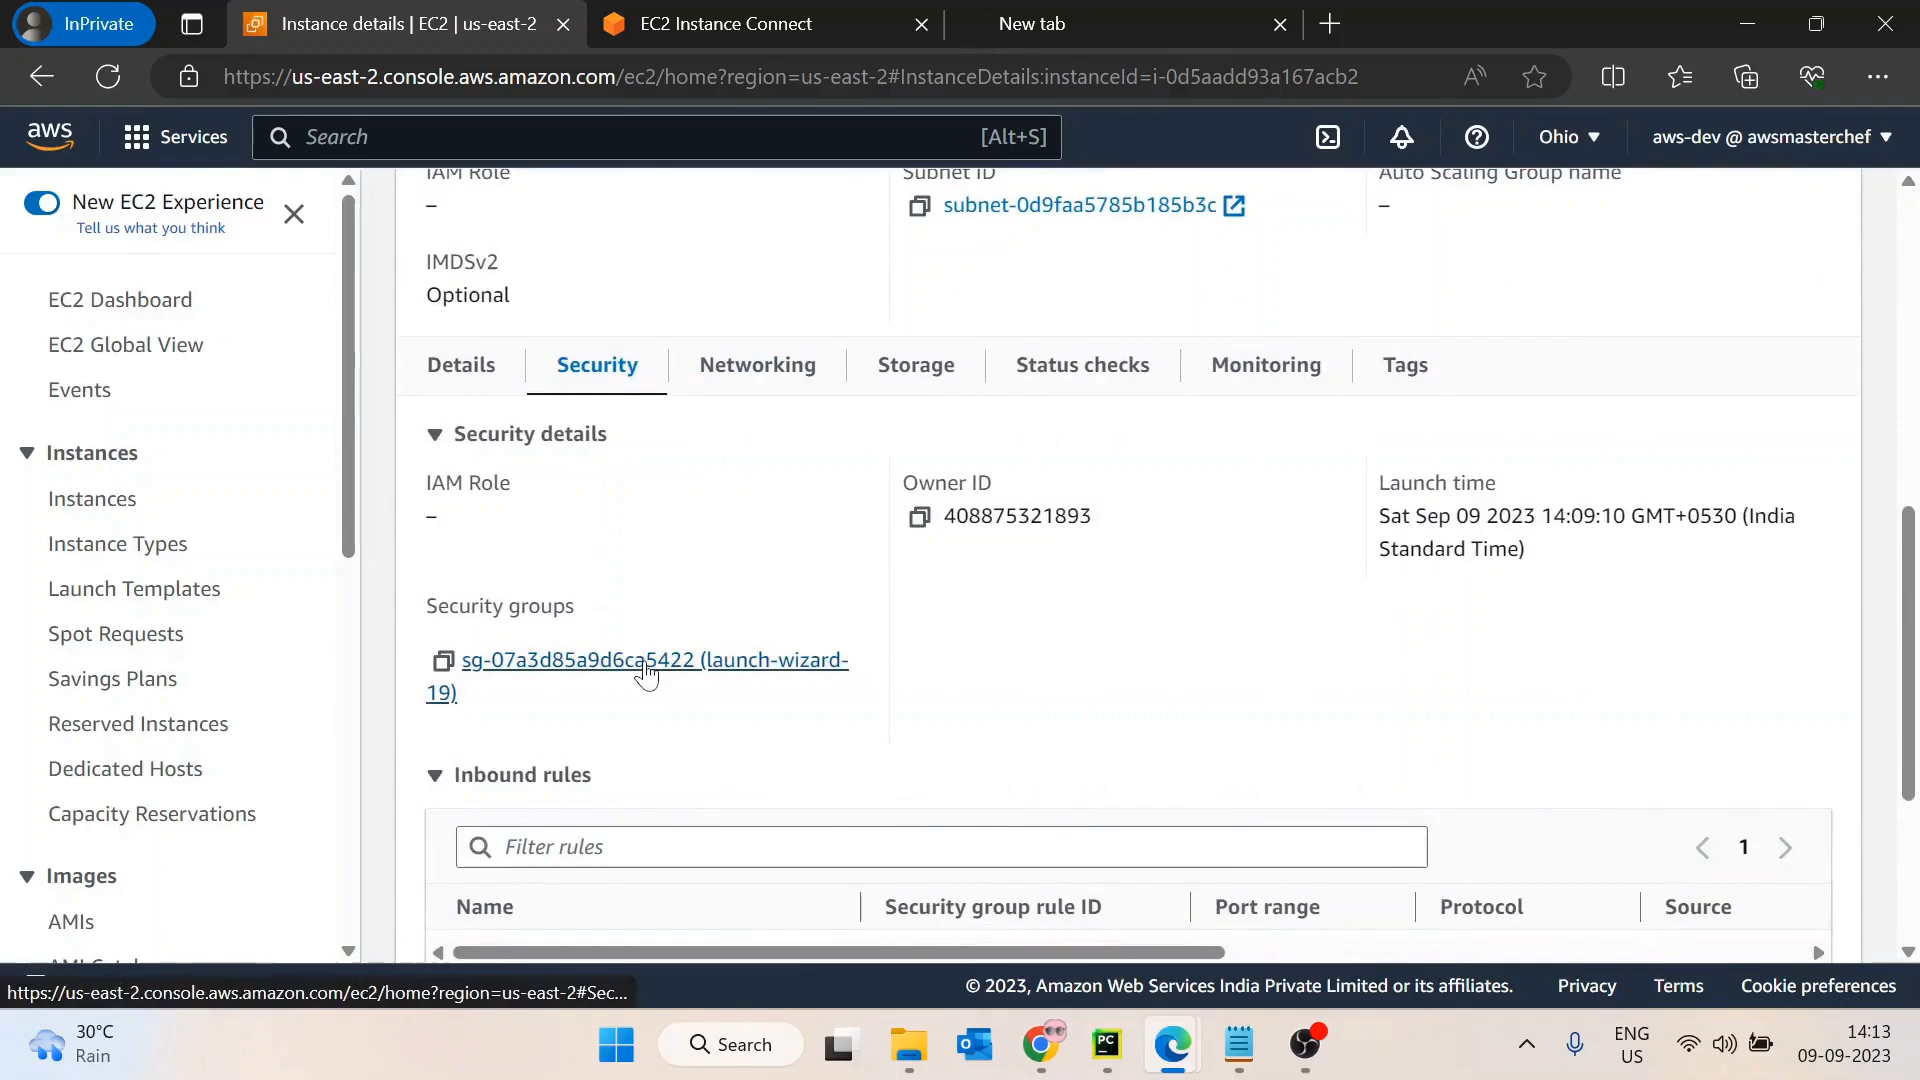 InPrivate
Instance details | EC2 | us-east-2
EC2 Instance Connect
New tab
https://us-east-2.console.aws.amazon.com/ec2/home?region=us-east-2#InstanceDetails:instanceId=i-0d5aadd93a167acb2
aws
Services
Search
[Alt+S]
Ohio
aws-dev @ awsmasterchef
New EC2 Experience
Tell us what you think
EC2 Dashboard
EC2 Global View
Events
Instances
Instances
Instance Types
Launch Templates
Spot Requests
Savings Plans
Reserved Instances
Dedicated Hosts
Capacity Reservations
Images
AMIs
IAM Role
–
Subnet ID
subnet-0d9faa5785b185b3c
Auto Scaling Group name
–
IMDSv2
Optional
Details
Security
Networking
Storage
Status checks
Monitoring
Tags
Security details
IAM Role
–
Owner ID
408875321893
Launch time
Sat Sep 09 2023 14:09:10 GMT+0530 (India
Standard Time)
Security groups
sg-07a3d85a9d6ca5422 (launch-wizard-
19)
Inbound rules
Filter rules
1
Name
Security group rule ID
Port range
Protocol
Source
https://us-east-2.console.aws.amazon.com/ec2/home?region=us-east-2#Sec...
© 2023, Amazon Web Services India Private Limited or its affiliates.
Privacy
Terms
Cookie preferences
30°C
Rain
Search
PC
ENG
US
14:13
09-09-2023